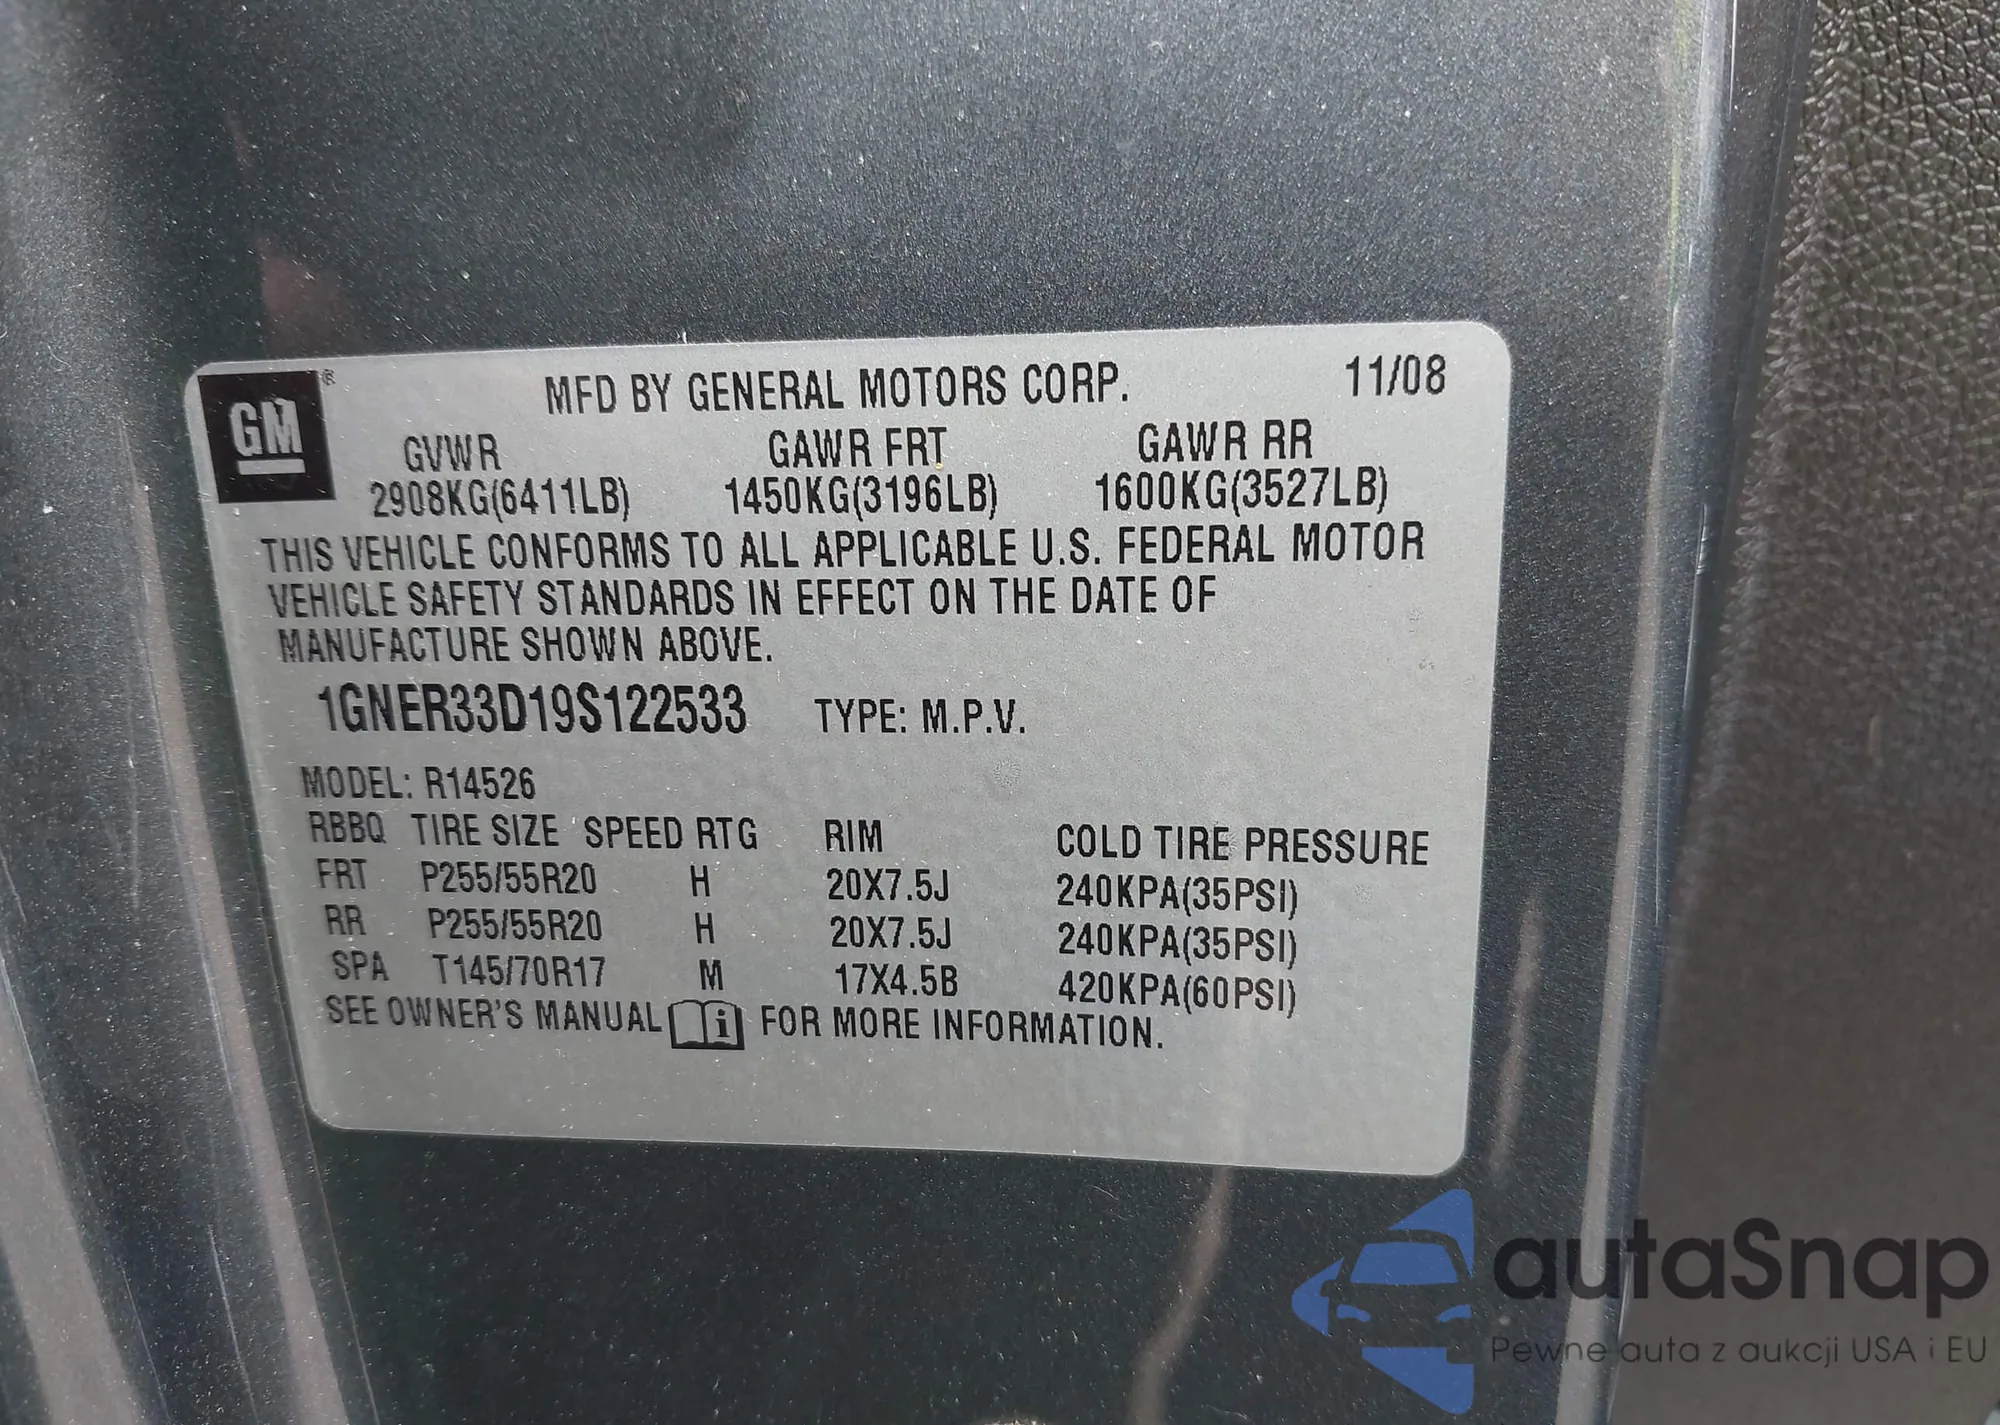 GM ® MFD BY GENERAL MOTORS CORP. 11/08
GVWR GAWR FRT GAWR RR
2908KG(6411LB) 1450KG(3196LB) 1600KG(3527LB)
THIS VEHICLE CONFORMS TO ALL APPLICABLE U.S. FEDERAL MOTOR
VEHICLE SAFETY STANDARDS IN EFFECT ON THE DATE OF
MANUFACTURE SHOWN ABOVE.
1GNER33D19S122533 TYPE: M.P.V.
MODEL: R14526
RBBQ TIRE SIZE SPEED RTG RIM COLD TIRE PRESSURE
FRT P255/55R20 H 20X7.5J 240KPA(35PSI)
RR P255/55R20 H 20X7.5J 240KPA(35PSI)
SPA T145/70R17 M 17X4.5B 420KPA(60PSI)
SEE OWNER'S MANUAL i FOR MORE INFORMATION.
autaSnap
Pewne auta z aukcji USA i EU